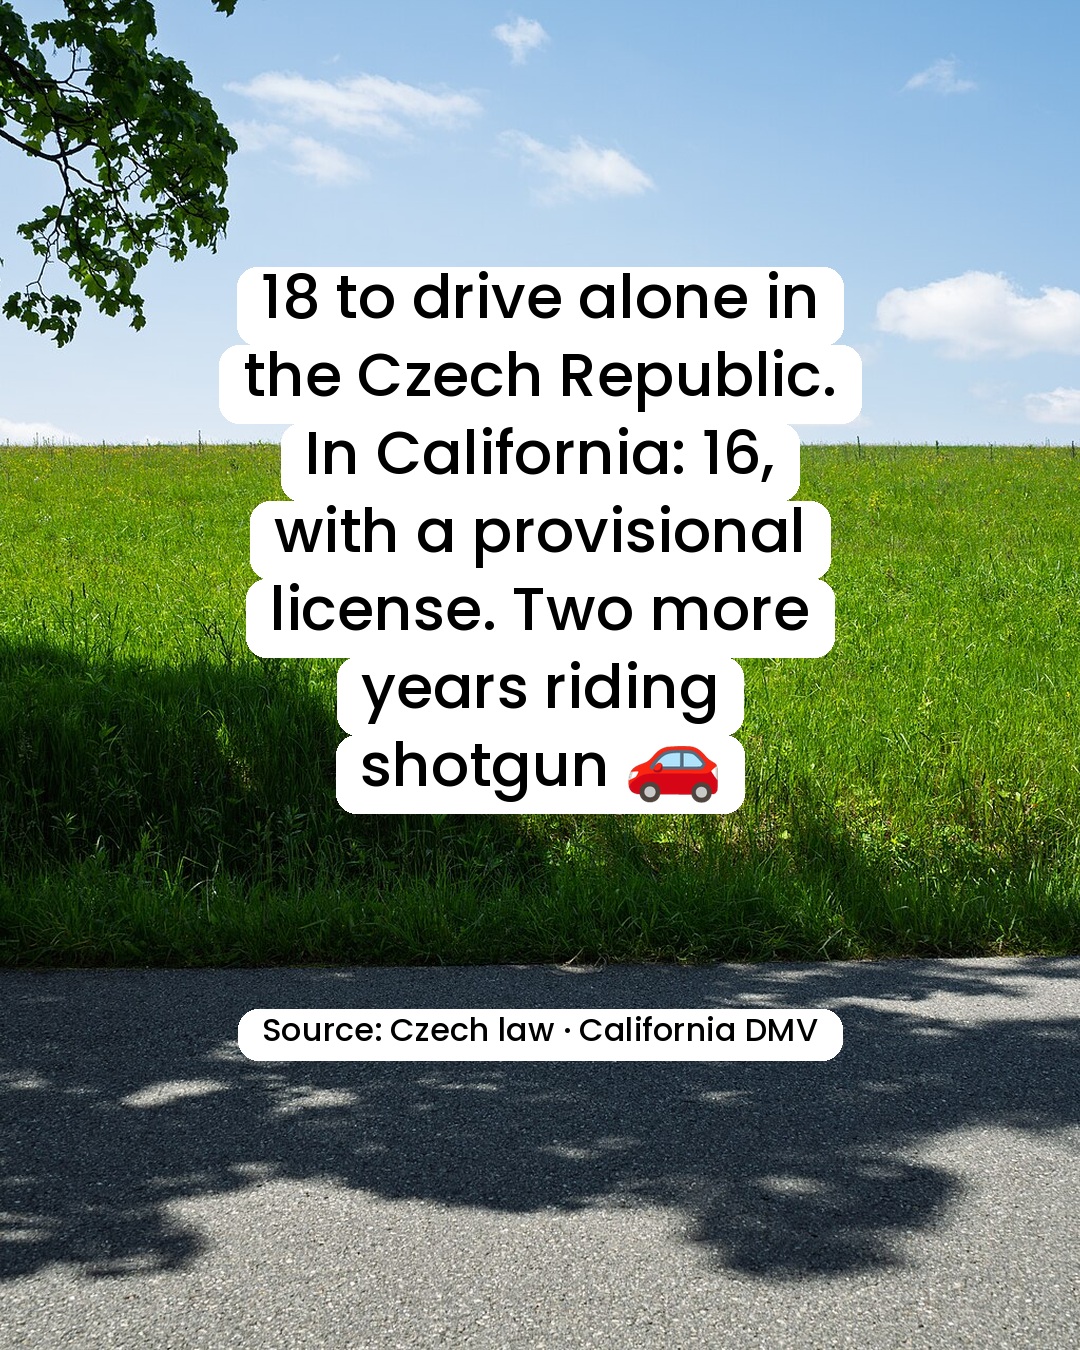 18 to drive alone in
the Czech Republic.
In California: 16,
with a provisional
license. Two more
years riding
shotgun 🚗
Source: Czech law · California DMV